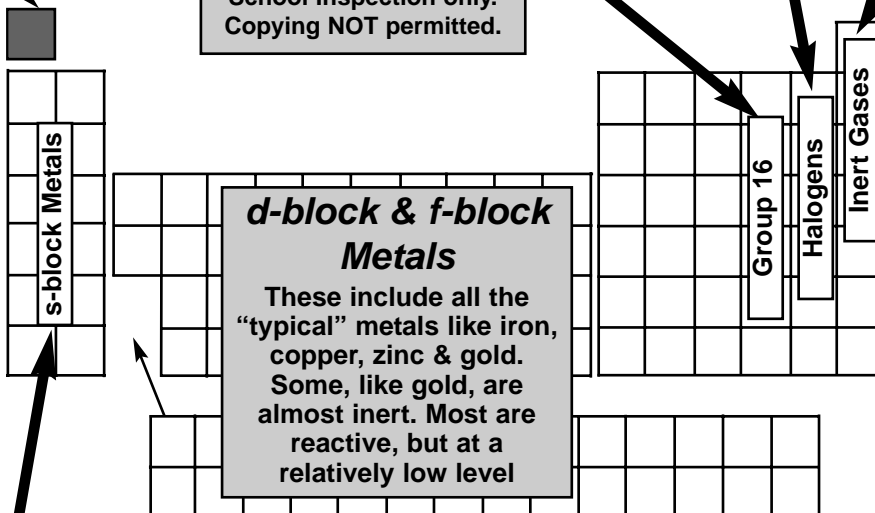 School Inspection only.
Copying NOT permitted.
s-block Metals
d-block & f-block
Metals
These include all the
“typical” metals like iron,
copper, zinc & gold.
Some, like gold, are
almost inert. Most are
reactive, but at a
relatively low level
Group 16
Halogens
Inert Gases